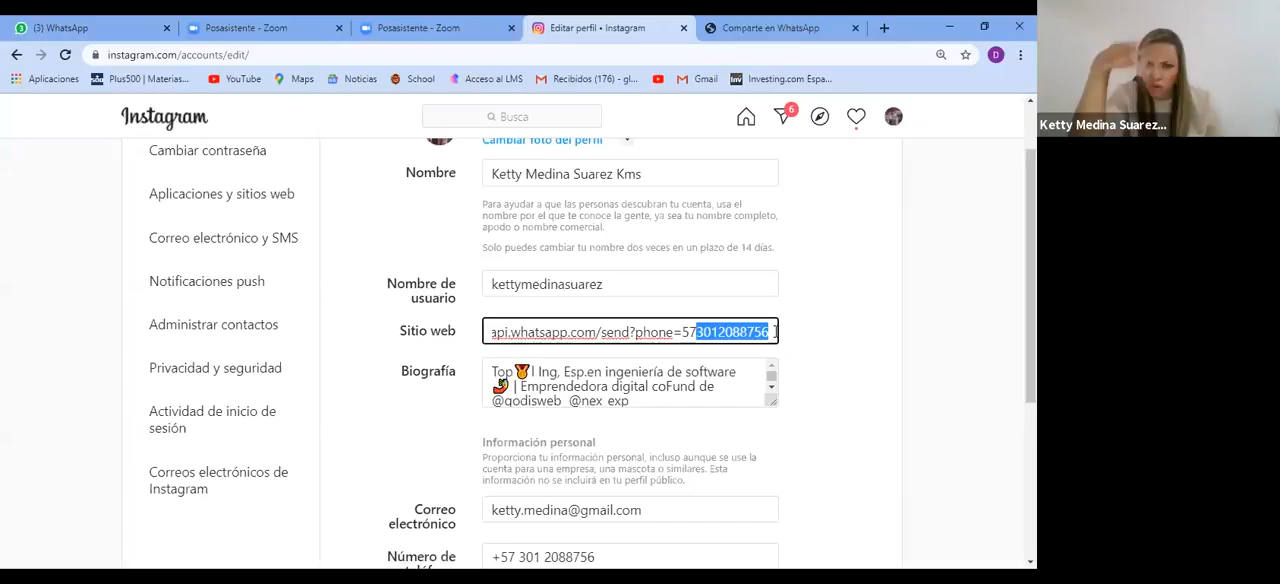 (3) WhatsApp
Posasistente - Zoom
Posasistente - Zoom
Editar perfil • Instagram
Comparte en WhatsApp
instagram.com/accounts/edit/
D
Aplicaciones
Plus500 | Materias...
YouTube
Maps
Noticias
School
Acceso al LMS
Recibidos (176) - gl...
Gmail
Inv
Investing.com Espa...
Instagram
Busca
6
Ketty Medina Suarez...
Cambiar foto del perfil
Cambiar contraseña
Aplicaciones y sitios web
Correo electrónico y SMS
Notificaciones push
Administrar contactos
Privacidad y seguridad
Actividad de inicio de
sesión
Correos electrónicos de
Instagram
Nombre
Ketty Medina Suarez Kms
Para ayudar a que las personas descubran tu cuenta, usa el
nombre por el que te conoce la gente, ya sea tu nombre completo,
apodo o nombre comercial.
Solo puedes cambiar tu nombre dos veces en un plazo de 14 días.
Nombre de
usuario
kettymedinasuarez
Sitio web
api.whatsapp.com/send?phone=573012088756
Biografía
Top🏅| Ing, Esp.en ingeniería de software
🤳 | Emprendedora digital coFund de
@godisweb @nex_exp
Información personal
Proporciona tu información personal, incluso aunque se use la
cuenta para una empresa, una mascota o similares. Esta
información no se incluirá en tu perfil público.
Correo
electrónico
ketty.medina@gmail.com
Número de
+57 301 2088756